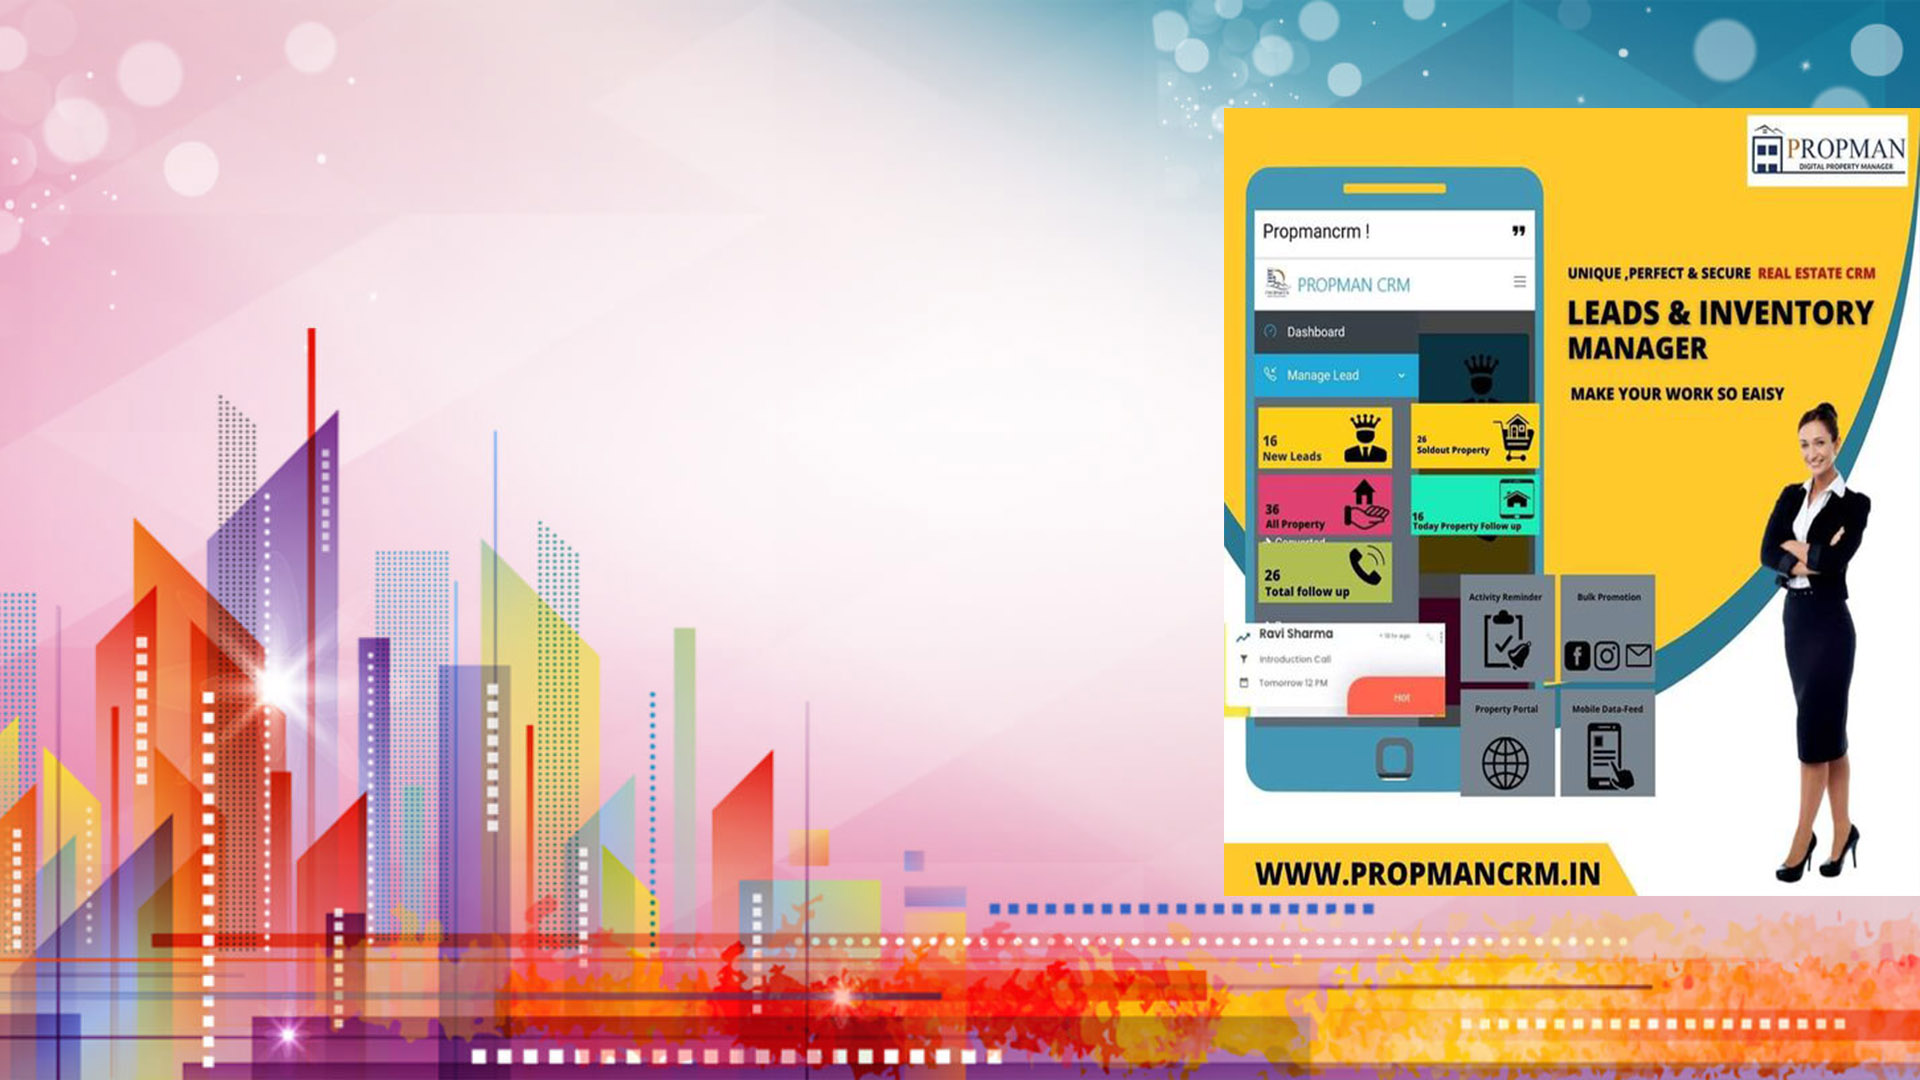 PROPMAN
DIGITAL PROPERTY MANAGER
Propmancrm !
PROPMAN CRM
Dashboard
Manage Lead
16
New Leads
26
Soldout Property
36
All Property
16
Today Property Follow up
Converted
26
Total follow up
Ravi Sharma
Introduction Call
Tomorrow 12 PM
Hot
UNIQUE ,PERFECT & SECURE REAL ESTATE CRM
LEADS & INVENTORY
MANAGER
MAKE YOUR WORK SO EAISY
Activity Reminder
Bulk Promotion
Property Portal
Mobile Data-Feed
WWW.PROPMANCRM.IN